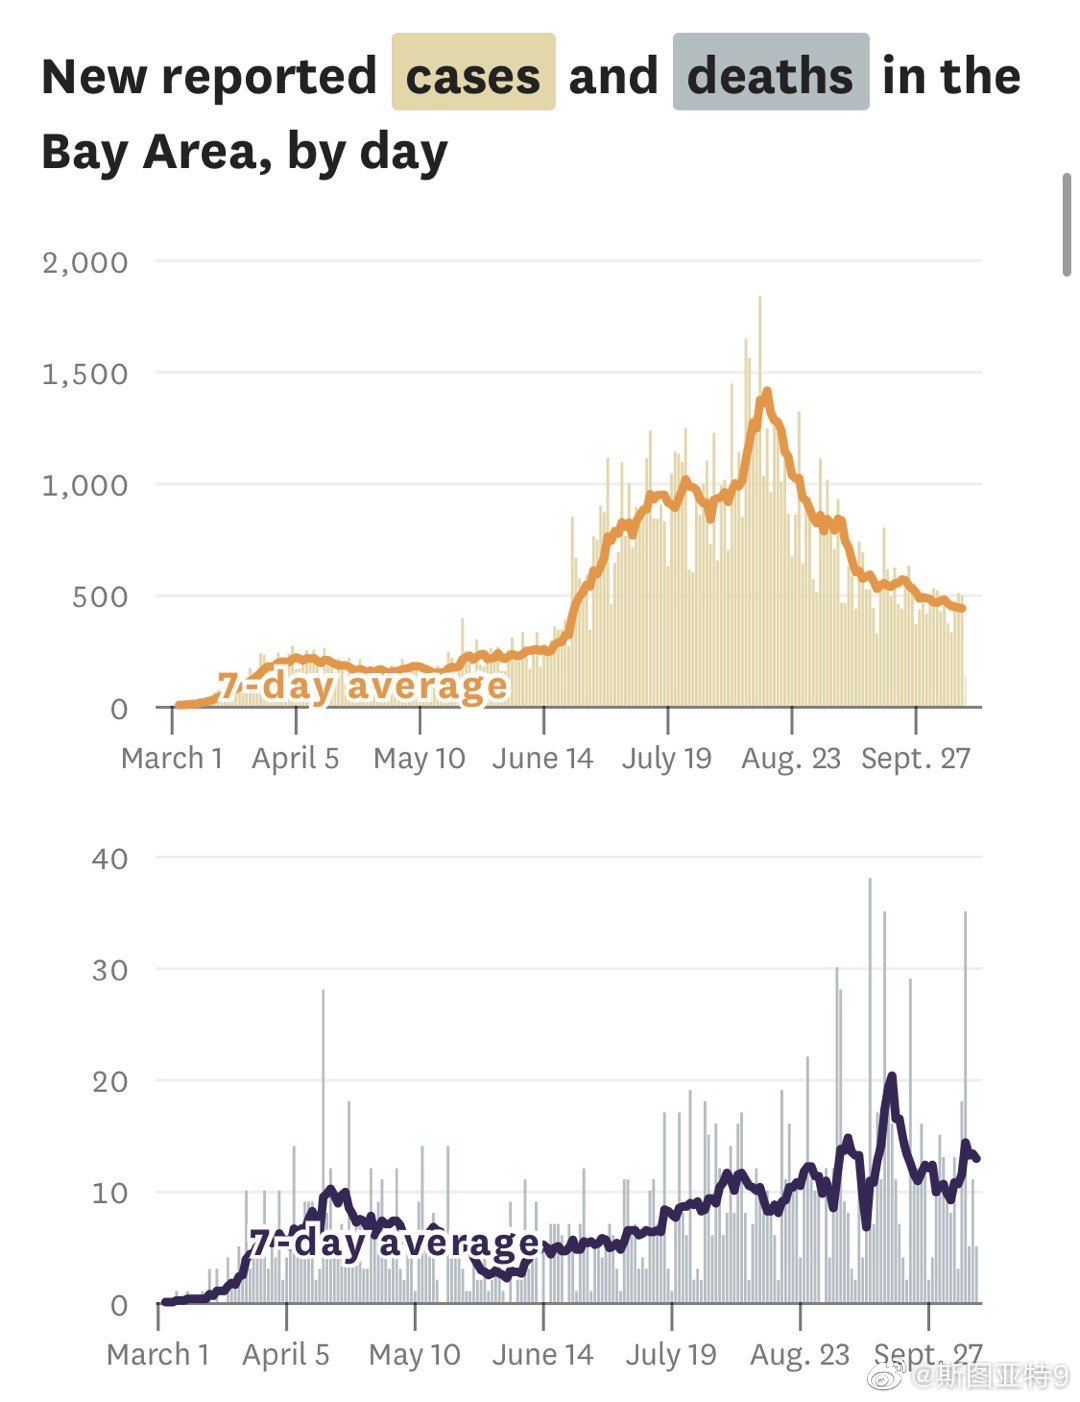 New reported cases and deaths in the
Bay Area, by day
2,000
1,500
1,000
500
0
7-day average
March 1 April 5 May 10 June 14 July 19 Aug. 23 Sept. 27
40
30
20
10
0
7-day average
March 1 April 5 May 10 June 14 July 19 Aug. 23 Sept. 27
@斯图亚特9